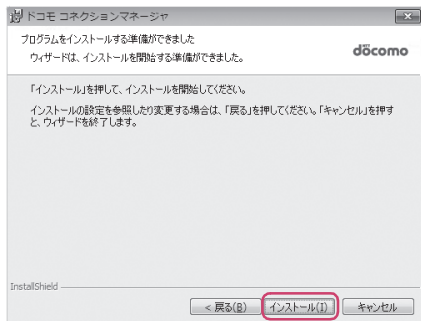 ドコモ コネクションマネージャ
プログラムをインストールする準備ができました
ウィザードは、インストールを開始する準備ができました。
döcomo
「インストール」を押して、インストールを開始してください。
インストールの設定を参照したり変更する場合は、「戻る」を押してください。「キャンセル」を押す
と、ウィザードを終了します。
InstallShield
< 戻る(B)
インストール(I)
キャンセル